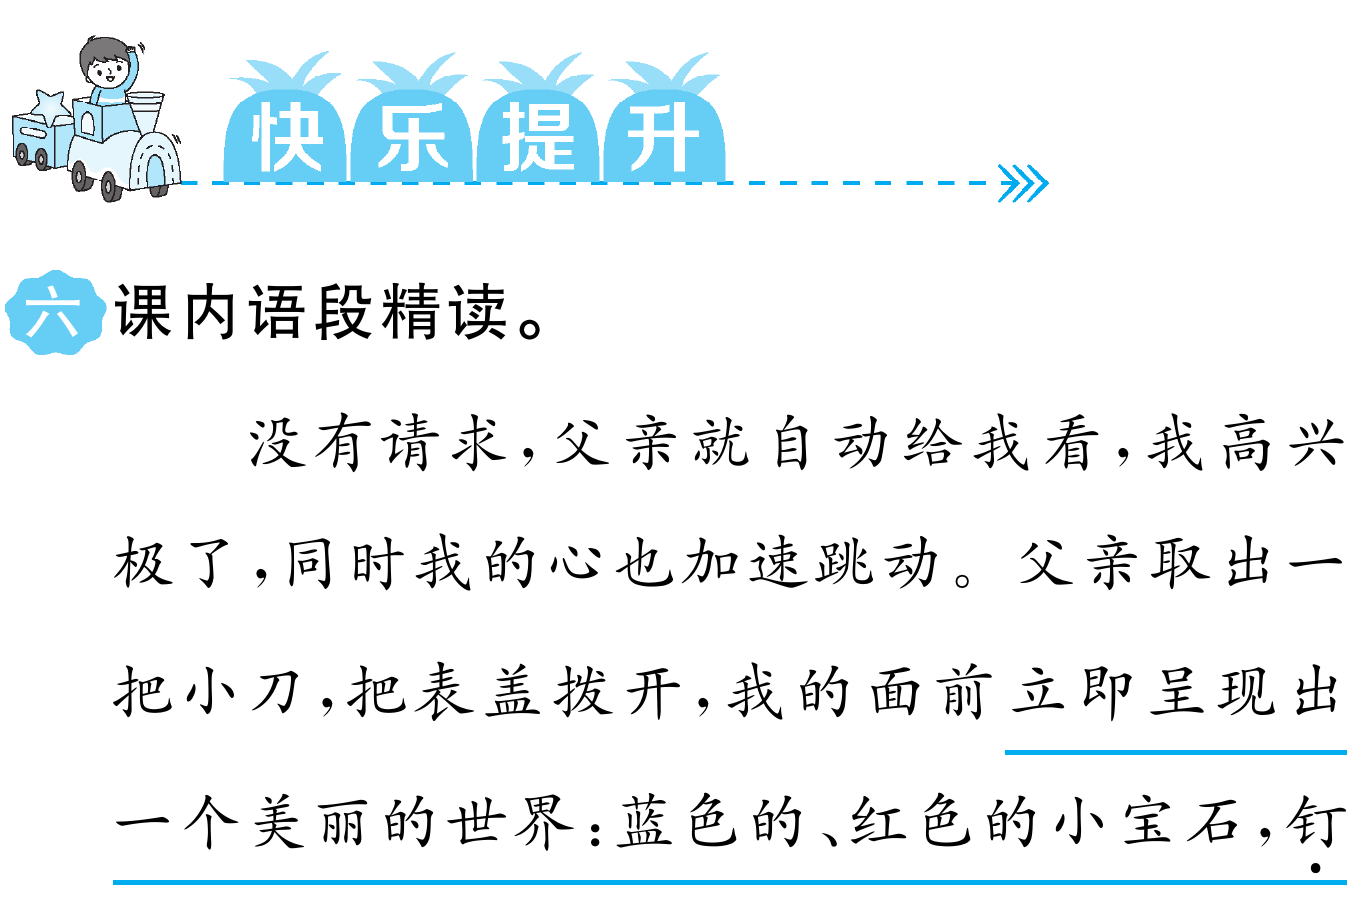 快乐提升
六 课内语段精读。
没有请求,父亲就自动给我看,我高兴
极了,同时我的心也加速跳动。父亲取出一
把小刀,把表盖拨开,我的面前立即呈现出
一个美丽的世界:蓝色的、红色的小宝石,钉